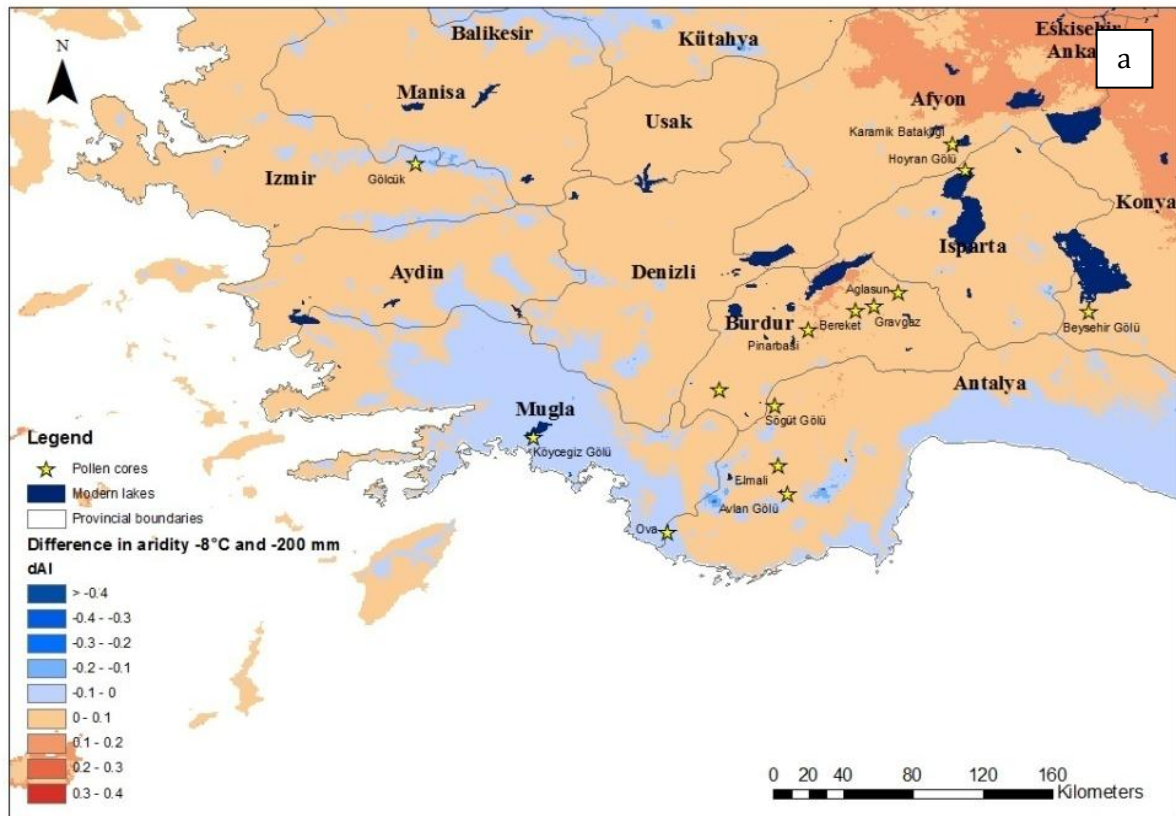 N
Balikesir
Kütahya
Eskisehir
Anka
a
Manisa
Usak
Afyon
Karamik Batakligi
Hoyran Gölü
Izmir
Gölcük
Konya
Isparta
Aydin
Denizli
Aglasun
Burdur
Bereket
Gravgaz
Pinarbasi
Beysehir Gölü
Antalya
Mugla
Sögüt Gölü
Köycegiz Gölü
Elmali
Avlan Gölü
Ova
Legend
Pollen cores
Modern lakes
Provincial boundaries
Difference in aridity -8°C and -200 mm
dAI
> -0.4
-0.4 - -0.3
-0.3 - -0.2
-0.2 - -0.1
-0.1 - 0
0 - 0.1
0.1 - 0.2
0.2 - 0.3
0.3 - 0.4
0 20 40 80 120 160
Kilometers